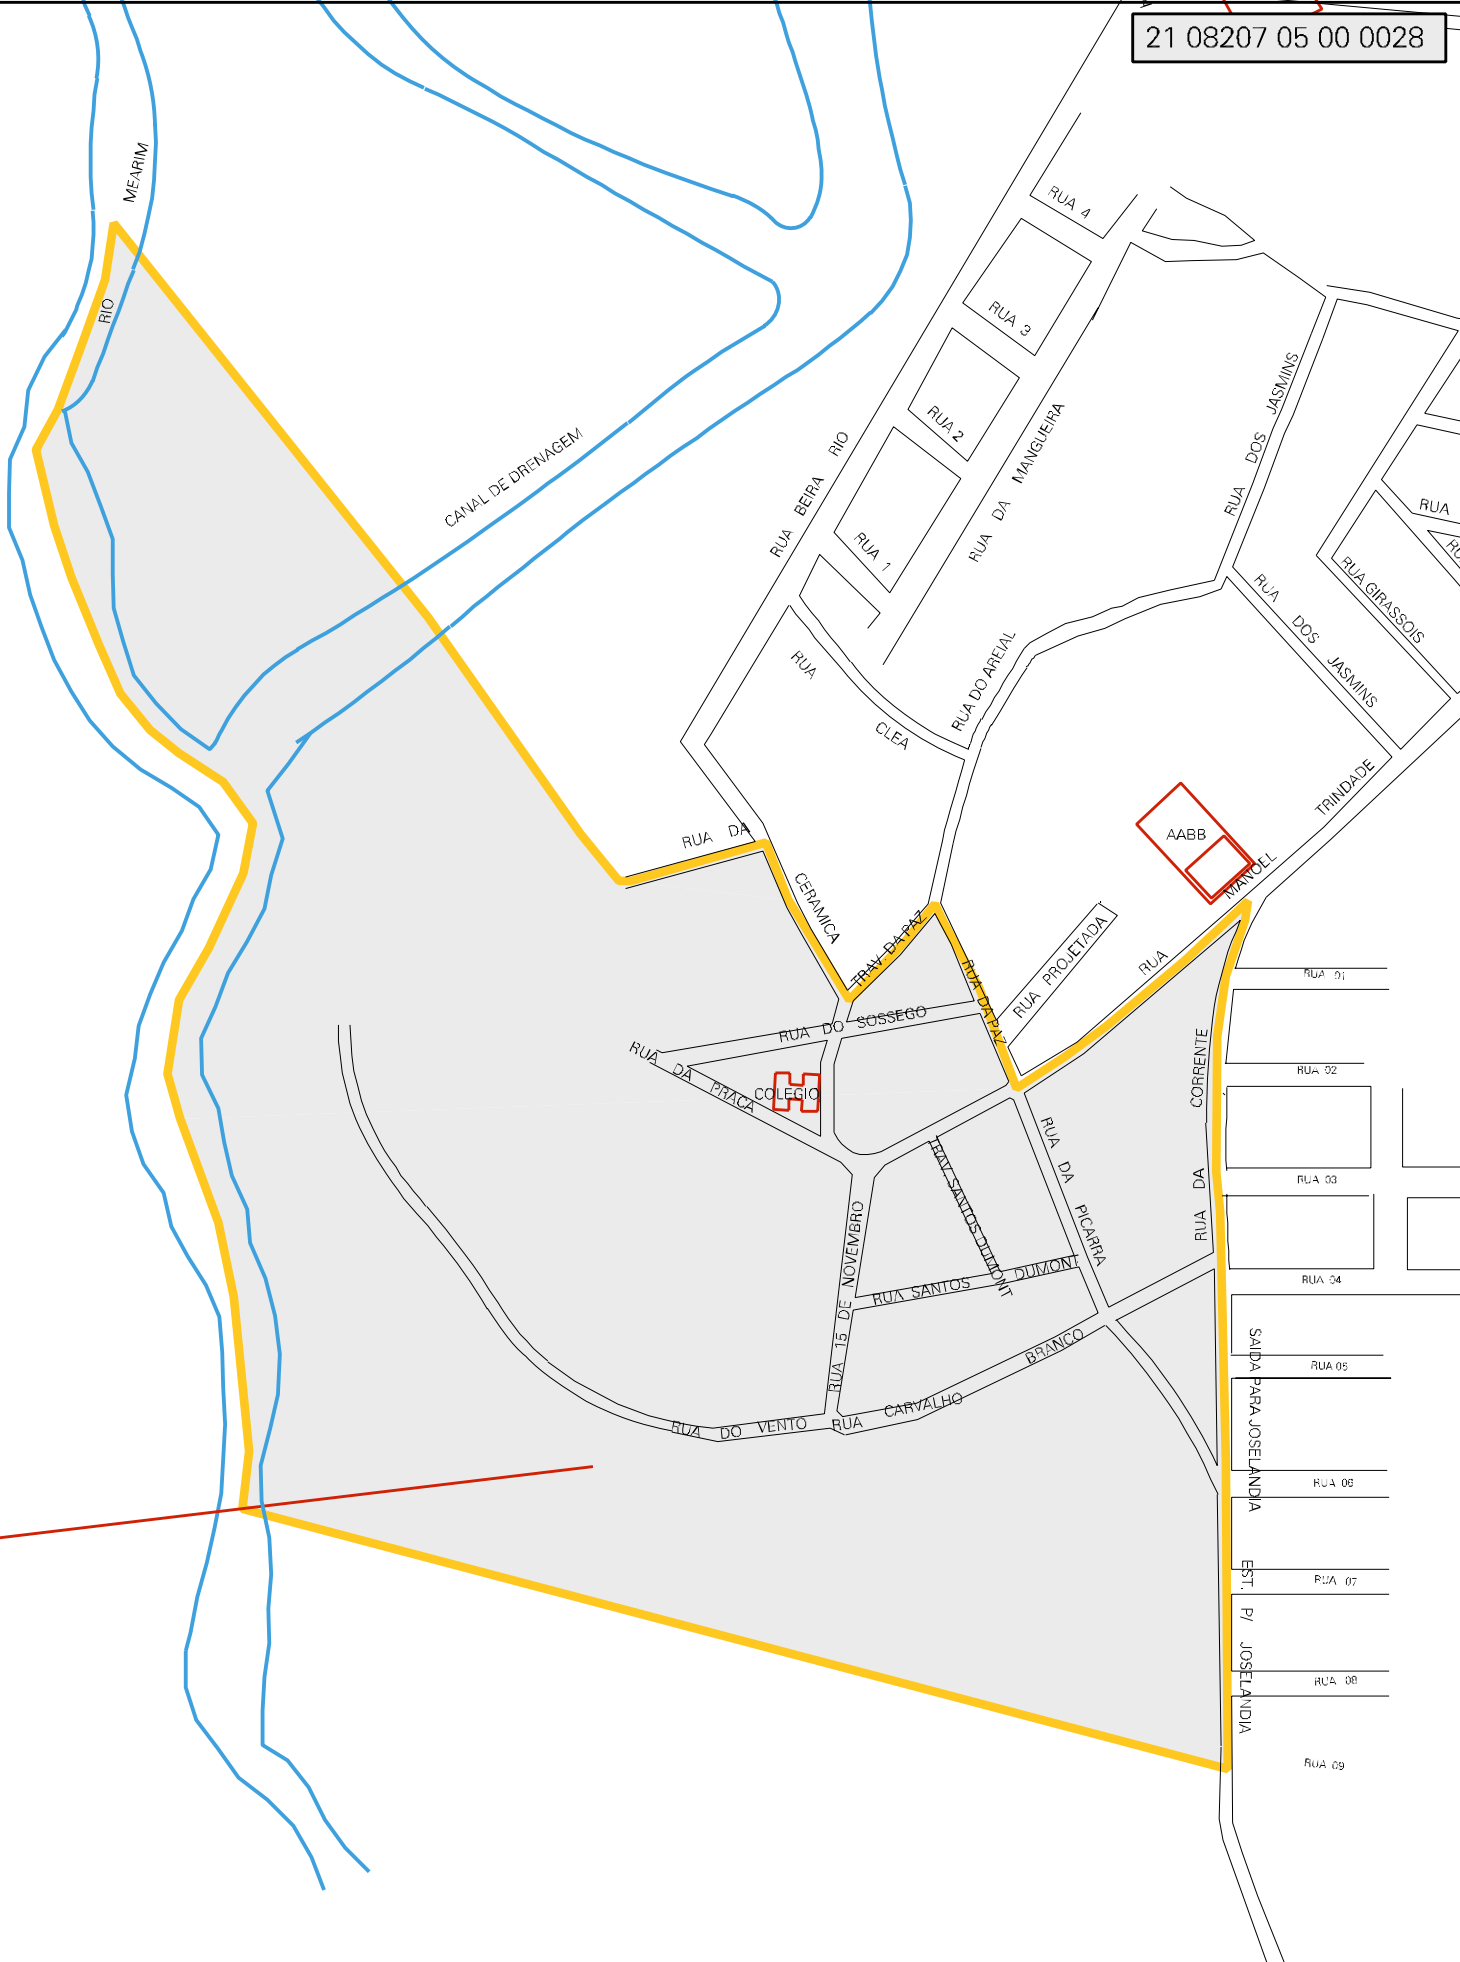 21 08207 05 00 0028
RIO MEARIM
RUA 4
RUA 3
RUA 2
RUA 1
RUA BEIRA RIO
RUA DA MANGUEIRA
RUA DOS JASMINS
CANAL DE DRENAGEM
RUA
RUA GIRASSOIS
RUA DOS JASMINS
RUA DO AREIAL
RUA CLEA
RUA MANOEL TRINDADE
AABB
RUA DA CERAMICA
TRAV. DA PAZ
RUA DA PAZ
RUA PROJETADA
RUA DO SOSSEGO
RUA DA PRACA
COLEGIO
RUA 01
RUA 02
RUA 03
RUA 04
RUA 05
RUA 06
RUA 07
RUA 08
RUA 09
RUA DA CORRENTE
RUA DA PICARRA
TRAV. SANTOS DUMONT
RUA SANTOS DUMONT
RUA 15 DE NOVEMBRO
RUA DO VENTO
RUA CARVALHO BRANCO
SAIDA PARA JOSELANDIA
EST. P/ JOSELANDIA